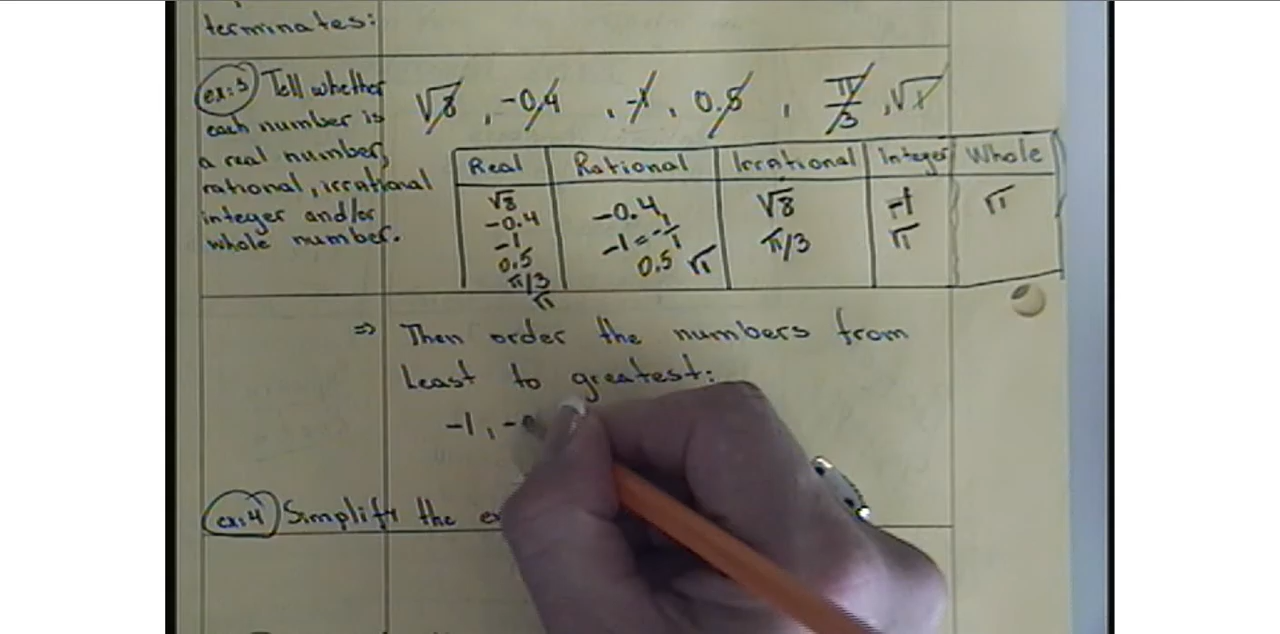 terminates:
ex:3 Tell whether
each number is
a real number,
rational, irrational
integer and/or
whole number.
√8, -0.4, -1, 0.5, π/3, √1
Real Rational Irrational Integer Whole
√8 -0.4, √8 -1 √1
-0.4 -1=-1/1 π/3 √1
-1 0.5 √1
0.5
π/3
√1
⇒ Then order the numbers from
Least to greatest:
-1, -0
ex:4 Simplify the